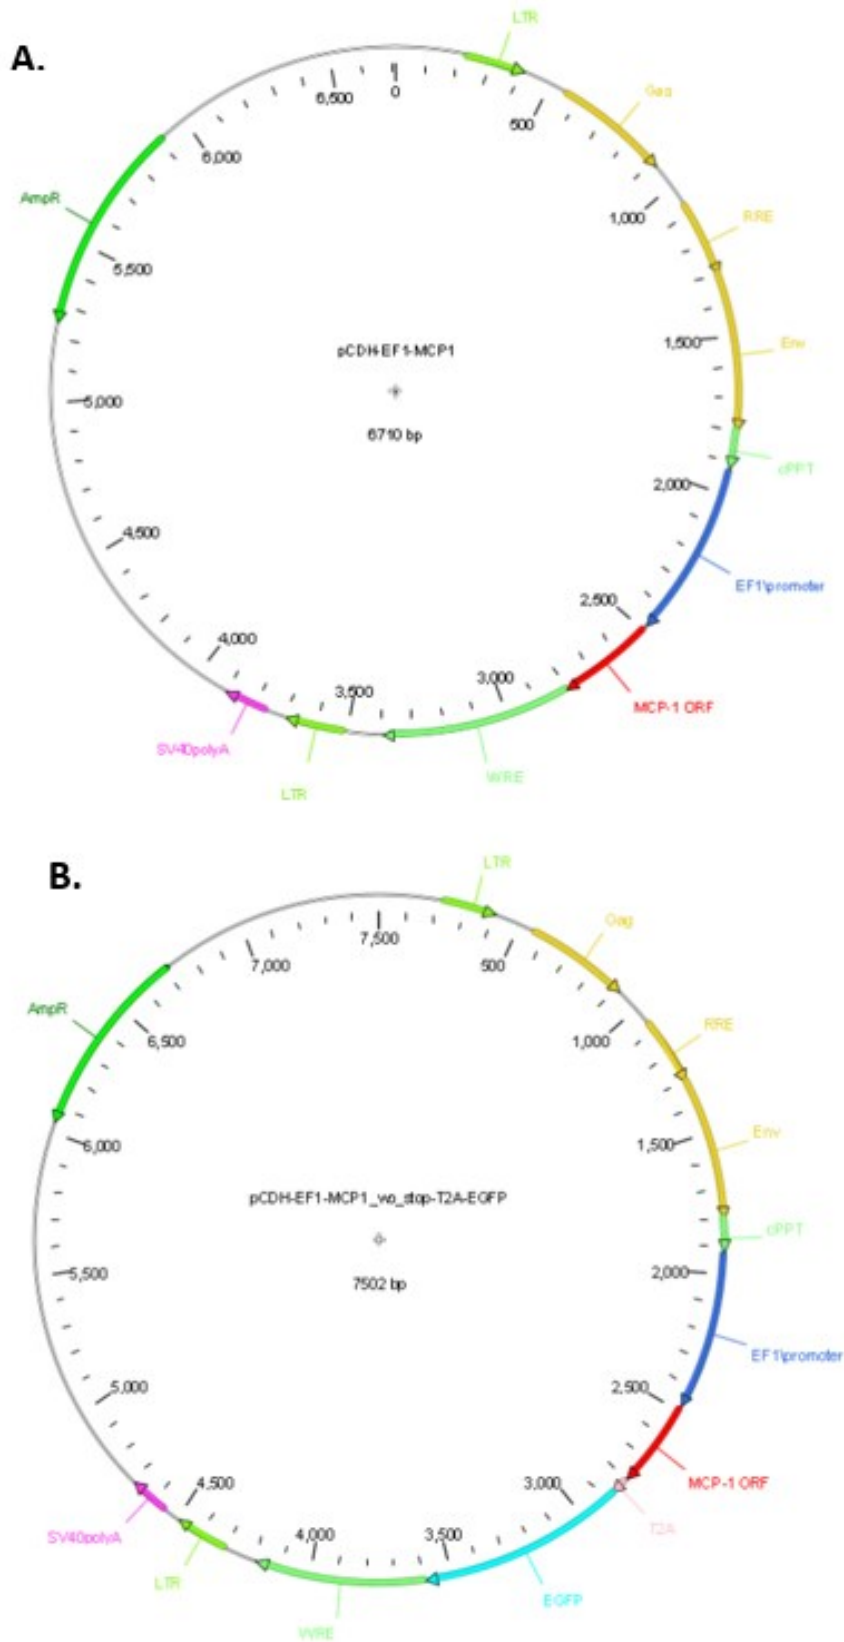 A.
LTR
Gag
RRE
Env
cPPT
EF1\promoter
MCP-1 ORF
WRE
LTR
SV40polyA
AmpR
0
500
1,000
1,500
2,000
2,500
3,000
3,500
4,000
4,500
5,000
5,500
6,000
6,500
pCDH-EF1-MCP1
6710 bp
B.
LTR
Gag
RRE
Env
cPPT
EF1\promoter
MCP-1 ORF
T2A
EGFP
WRE
LTR
SV40polyA
AmpR
500
1,000
1,500
2,000
2,500
3,000
3,500
4,000
4,500
5,000
5,500
6,000
6,500
7,000
7,500
pCDH-EF1-MCP1_wo_stop-T2A-EGFP
7502 bp